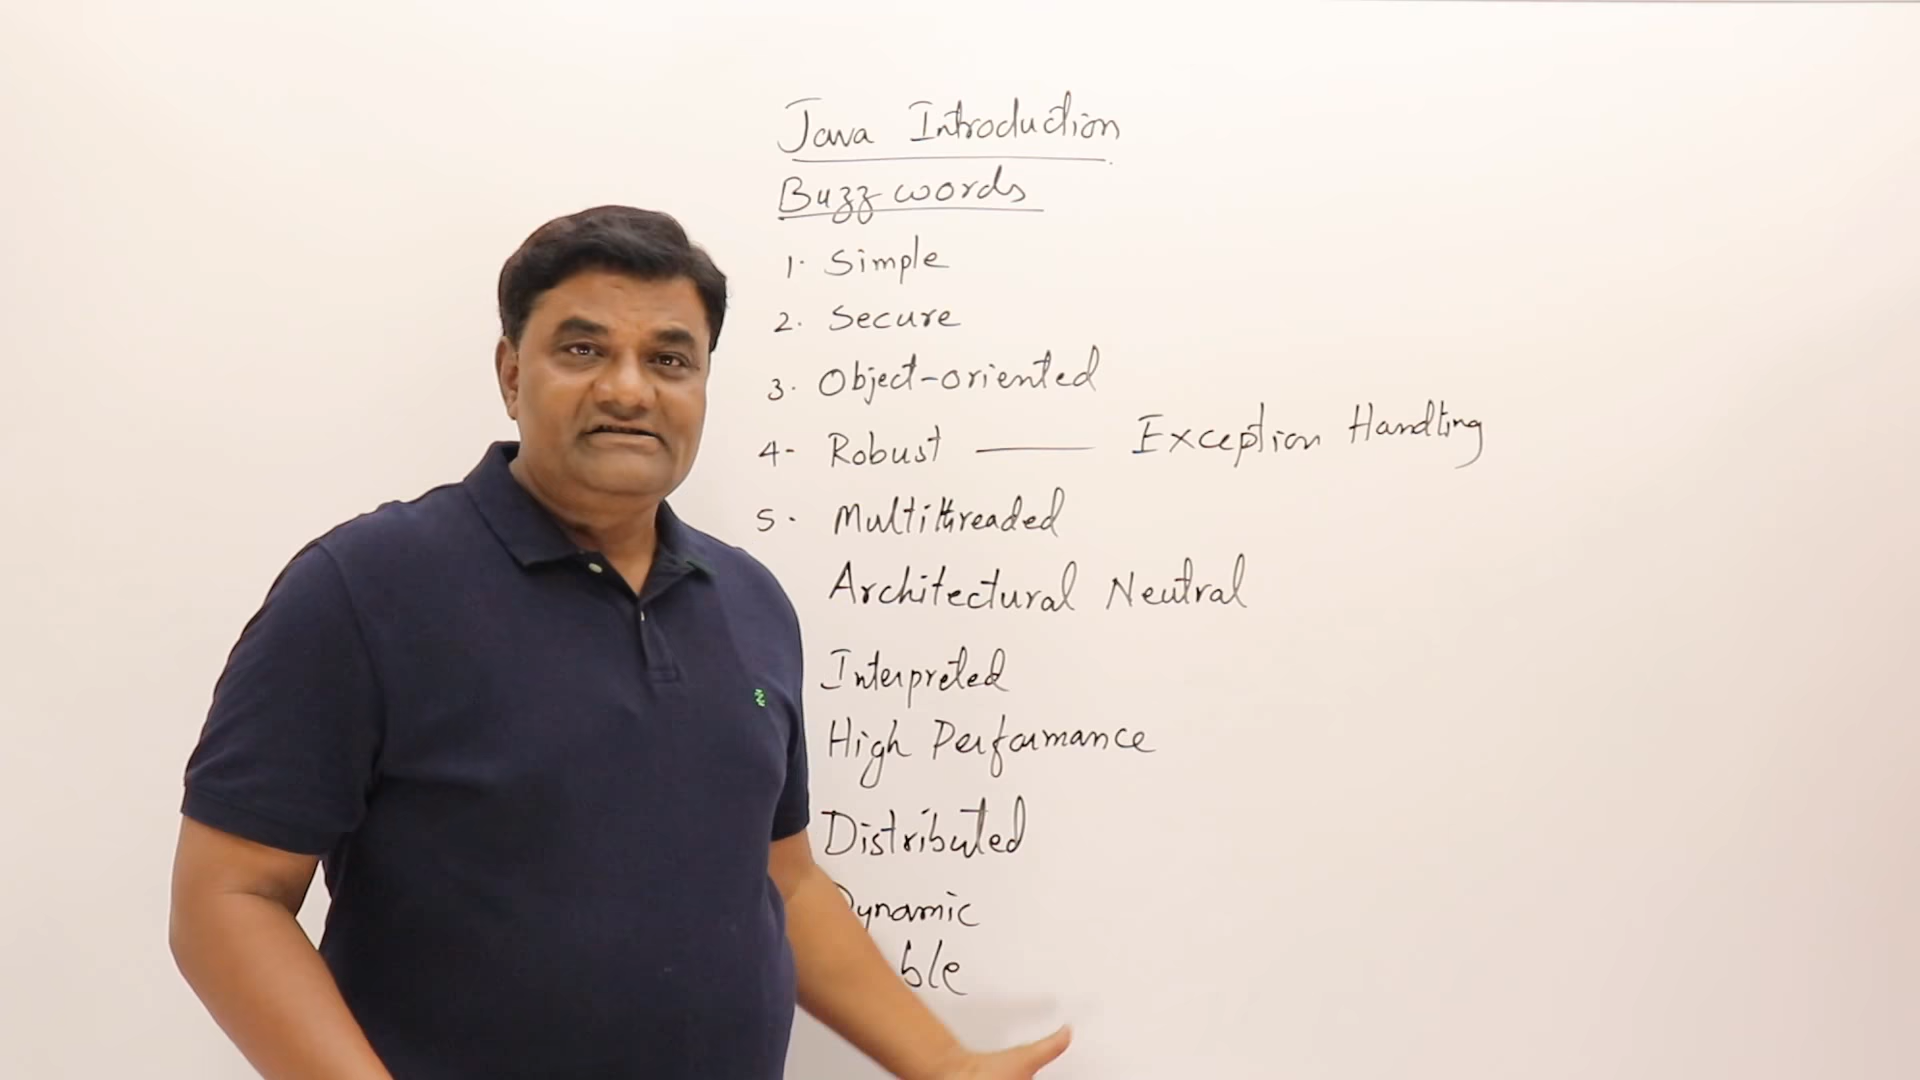 Java Introduction
Buzzwords
1. Simple
2. Secure
3. Object-oriented
4- Robust —— Exception Handling
5. Multithreaded
Architectural Neutral
Interpreted
High Performance
Distributed
Dynamic